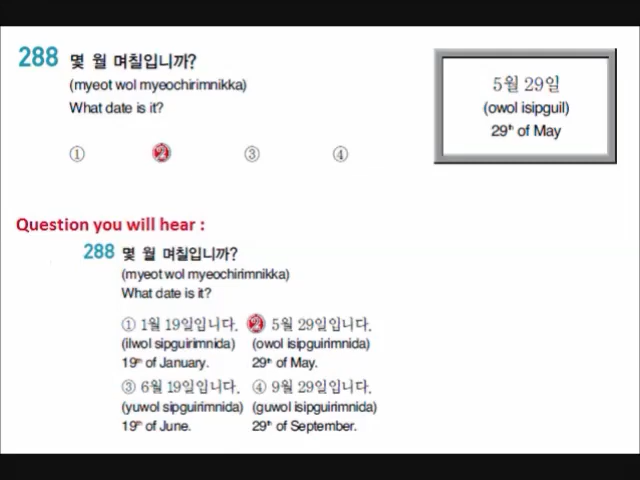 288 몇 월 며칠입니까?
(myeot wol myeochirimnikka)
What date is it?
① ② ③ ④
5월 29일
(owol isipguil)
29th of May
Question you will hear :
288 몇 월 며칠입니까?
(myeot wol myeochirimnikka)
What date is it?
① 1월 19일입니다. ② 5월 29일입니다.
(ilwol sipguirimnida) (owol isipguirimnida)
19th of January. 29th of May.
③ 6월 19일입니다. ④ 9월 29일입니다.
(yuwol sipguirimnida) (guwol isipguirimnida)
19th of June. 29th of September.